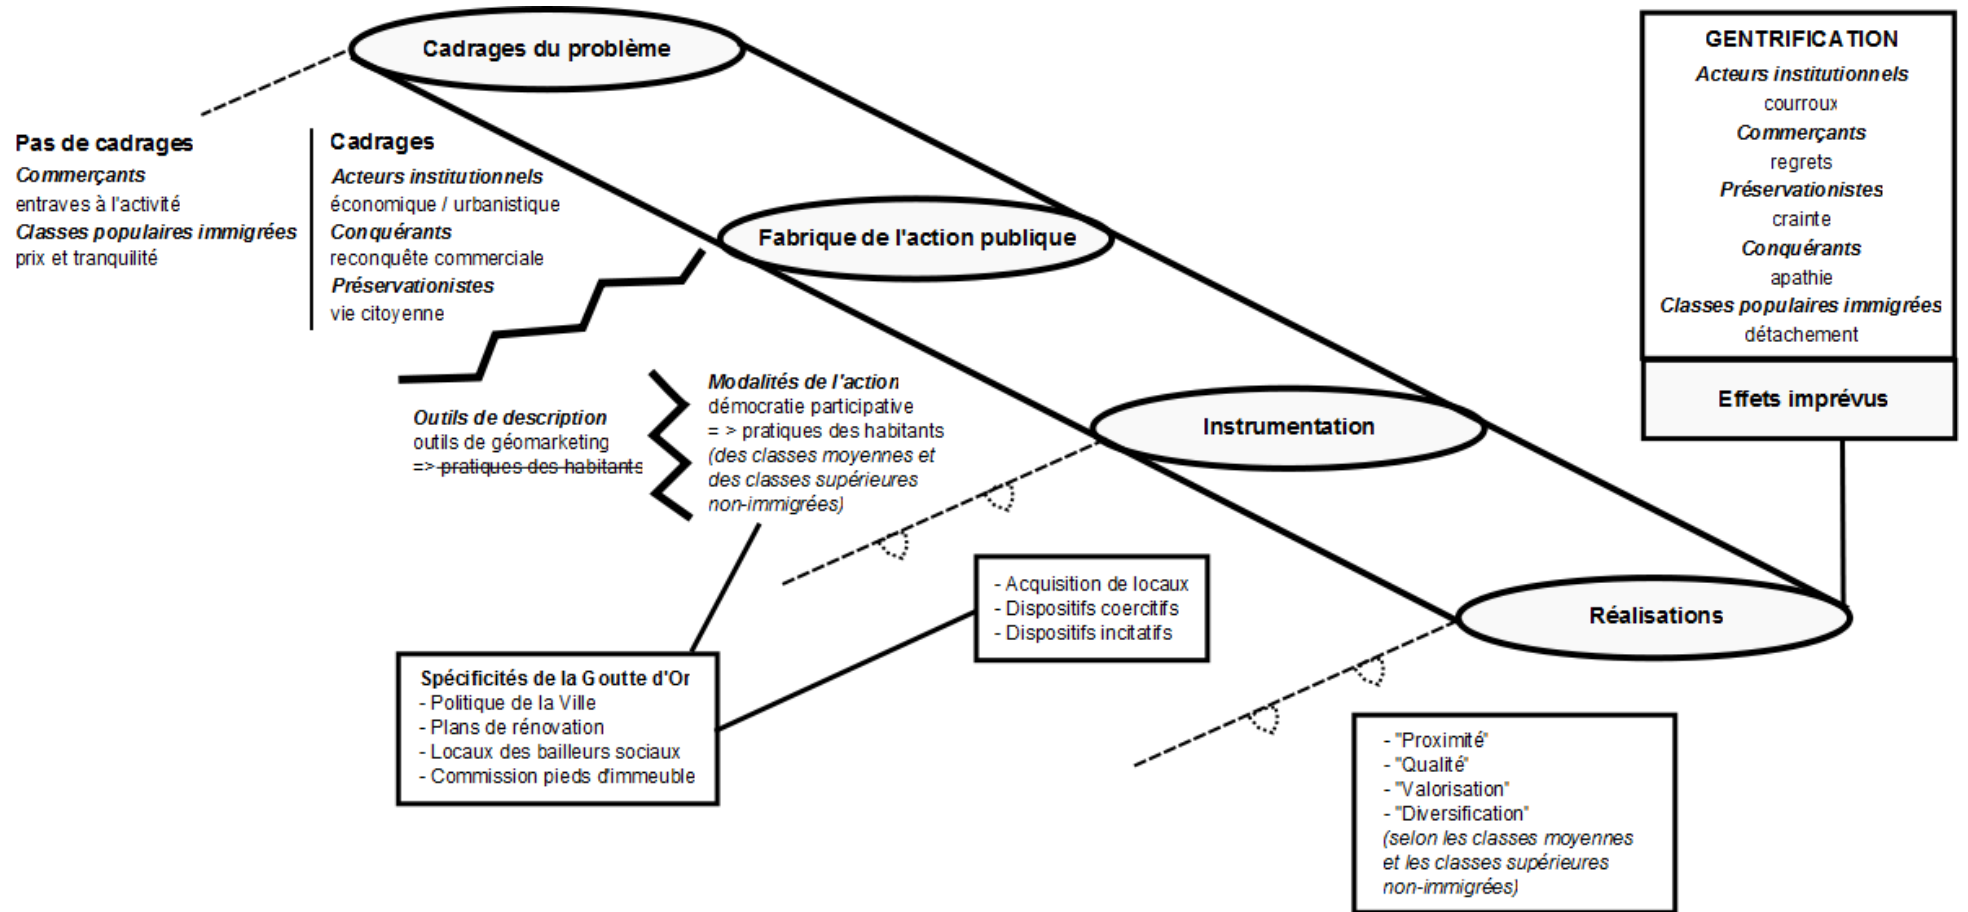 Cadrages du problème
Pas de cadrages
Commerçants
entraves à l'activité
Classes populaires immigrées
prix et tranquilité
Cadrages
Acteurs institutionnels
économique / urbanistique
Conquérants
reconquête commerciale
Préservationistes
vie citoyenne
Fabrique de l'action publique
Outils de description
outils de géomarketing
=> pratiques des habitants
Modalités de l'action
démocratie participative
= > pratiques des habitants
(des classes moyennes et
des classes supérieures
non-immigrées)
Spécificités de la Goutte d'Or
- Politique de la Ville
- Plans de rénovation
- Locaux des bailleurs sociaux
- Commission pieds d'immeuble
Instrumentation
- Acquisition de locaux
- Dispositifs coercitifs
- Dispositifs incitatifs
Réalisations
- "Proximité"
- "Qualité"
- "Valorisation"
- "Diversification"
(selon les classes moyennes
et les classes supérieures
non-immigrées)
GENTRIFICATION
Acteurs institutionnels
courroux
Commerçants
regrets
Préservationistes
crainte
Conquérants
apathie
Classes populaires immigrées
détachement
Effets imprévus